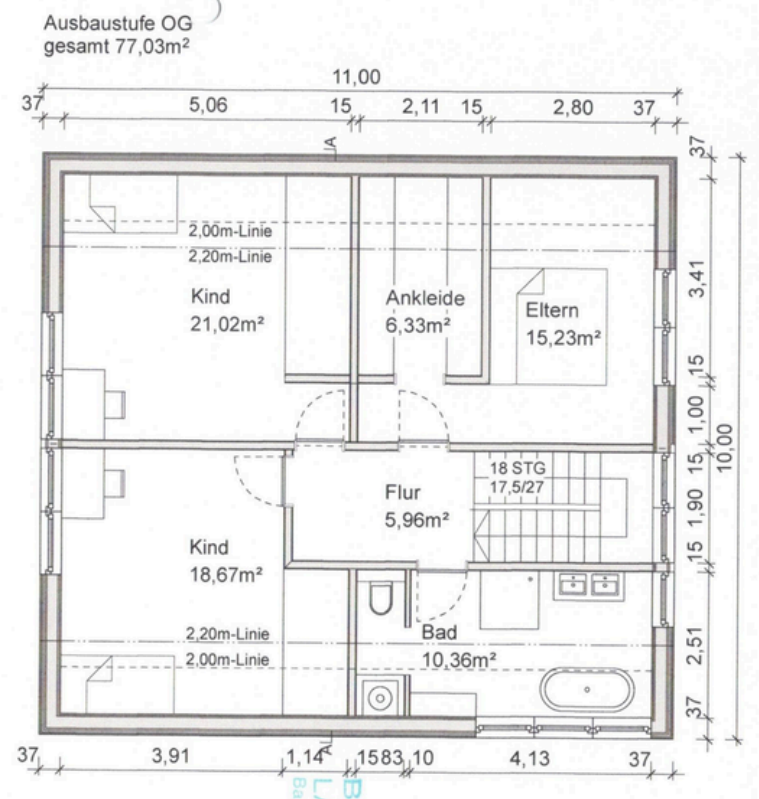 Ausbaustufe OG
gesamt 77,03m²
11,00
37 5,06 15 2,11 15 2,80 37
A
37
2,00m-Linie
2,20m-Linie
3,41
Kind
21,02m²
Ankleide
6,33m²
Eltern
15,23m²
15
1,00
10,00
15
18 STG
17,5/27
Flur
5,96m²
1,90
Kind
18,67m²
15
2,20m-Linie
2,00m-Linie
Bad
10,36m²
2,51
37
A
37 3,91 1,14 15 83 10 4,13 37